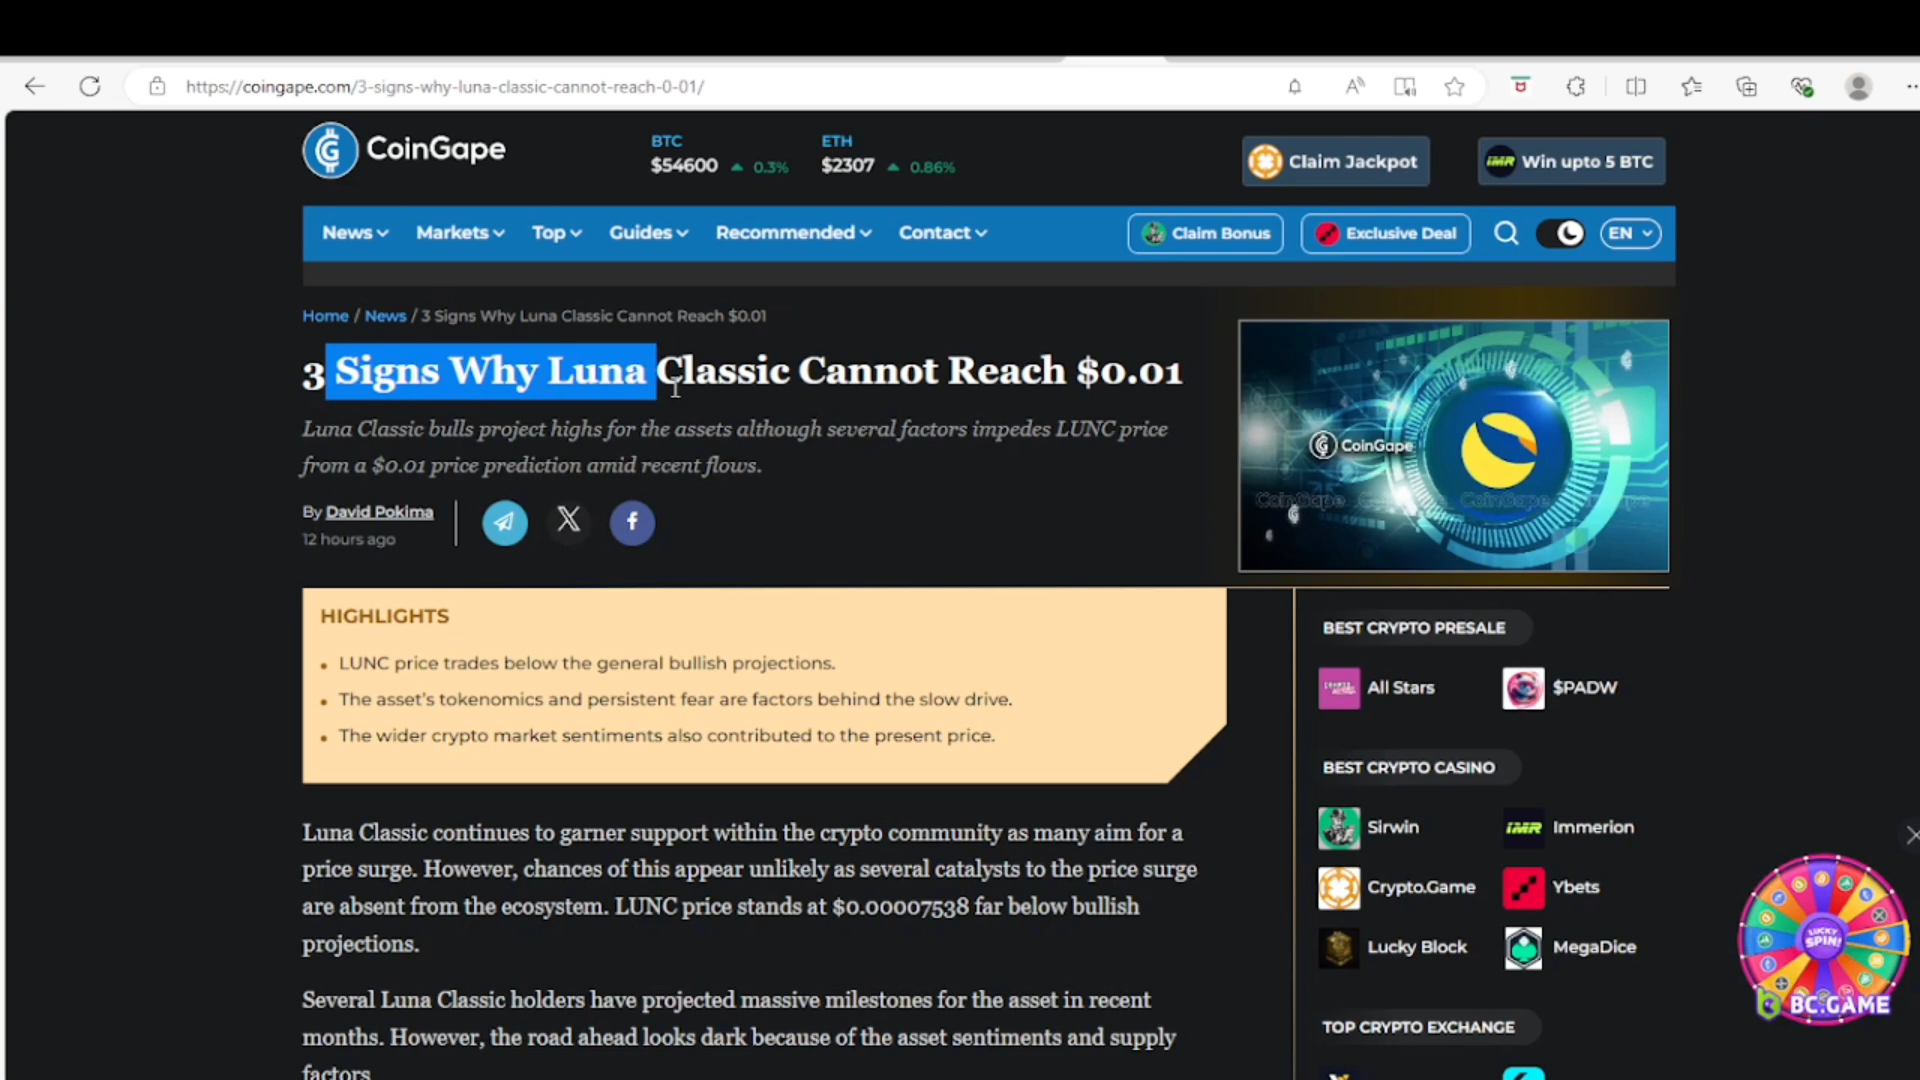 https://coingape.com/3-signs-why-luna-classic-cannot-reach-0-01/
CoinGape
BTC
$54600 0.3%
ETH
$2307 0.86%
Claim Jackpot
IMR Win upto 5 BTC
News Markets Top Guides Recommended Contact
Claim Bonus
Exclusive Deal
EN
Home / News / 3 Signs Why Luna Classic Cannot Reach $0.01
3 Signs Why Luna Classic Cannot Reach $0.01
Luna Classic bulls project highs for the assets although several factors impedes LUNC price
from a $0.01 price prediction amid recent flows.
By David Pokima
12 hours ago
CoinGape
HIGHLIGHTS
• LUNC price trades below the general bullish projections.
• The asset's tokenomics and persistent fear are factors behind the slow drive.
• The wider crypto market sentiments also contributed to the present price.
Luna Classic continues to garner support within the crypto community as many aim for a
price surge. However, chances of this appear unlikely as several catalysts to the price surge
are absent from the ecosystem. LUNC price stands at $0.00007538 far below bullish
projections.
Several Luna Classic holders have projected massive milestones for the asset in recent
months. However, the road ahead looks dark because of the asset sentiments and supply
factors
BEST CRYPTO PRESALE
All Stars
$PADW
BEST CRYPTO CASINO
Sirwin
IMR Immerion
Crypto.Game
Ybets
Lucky Block
MegaDice
TOP CRYPTO EXCHANGE
LUCKY
SPIN!
BC.GAME